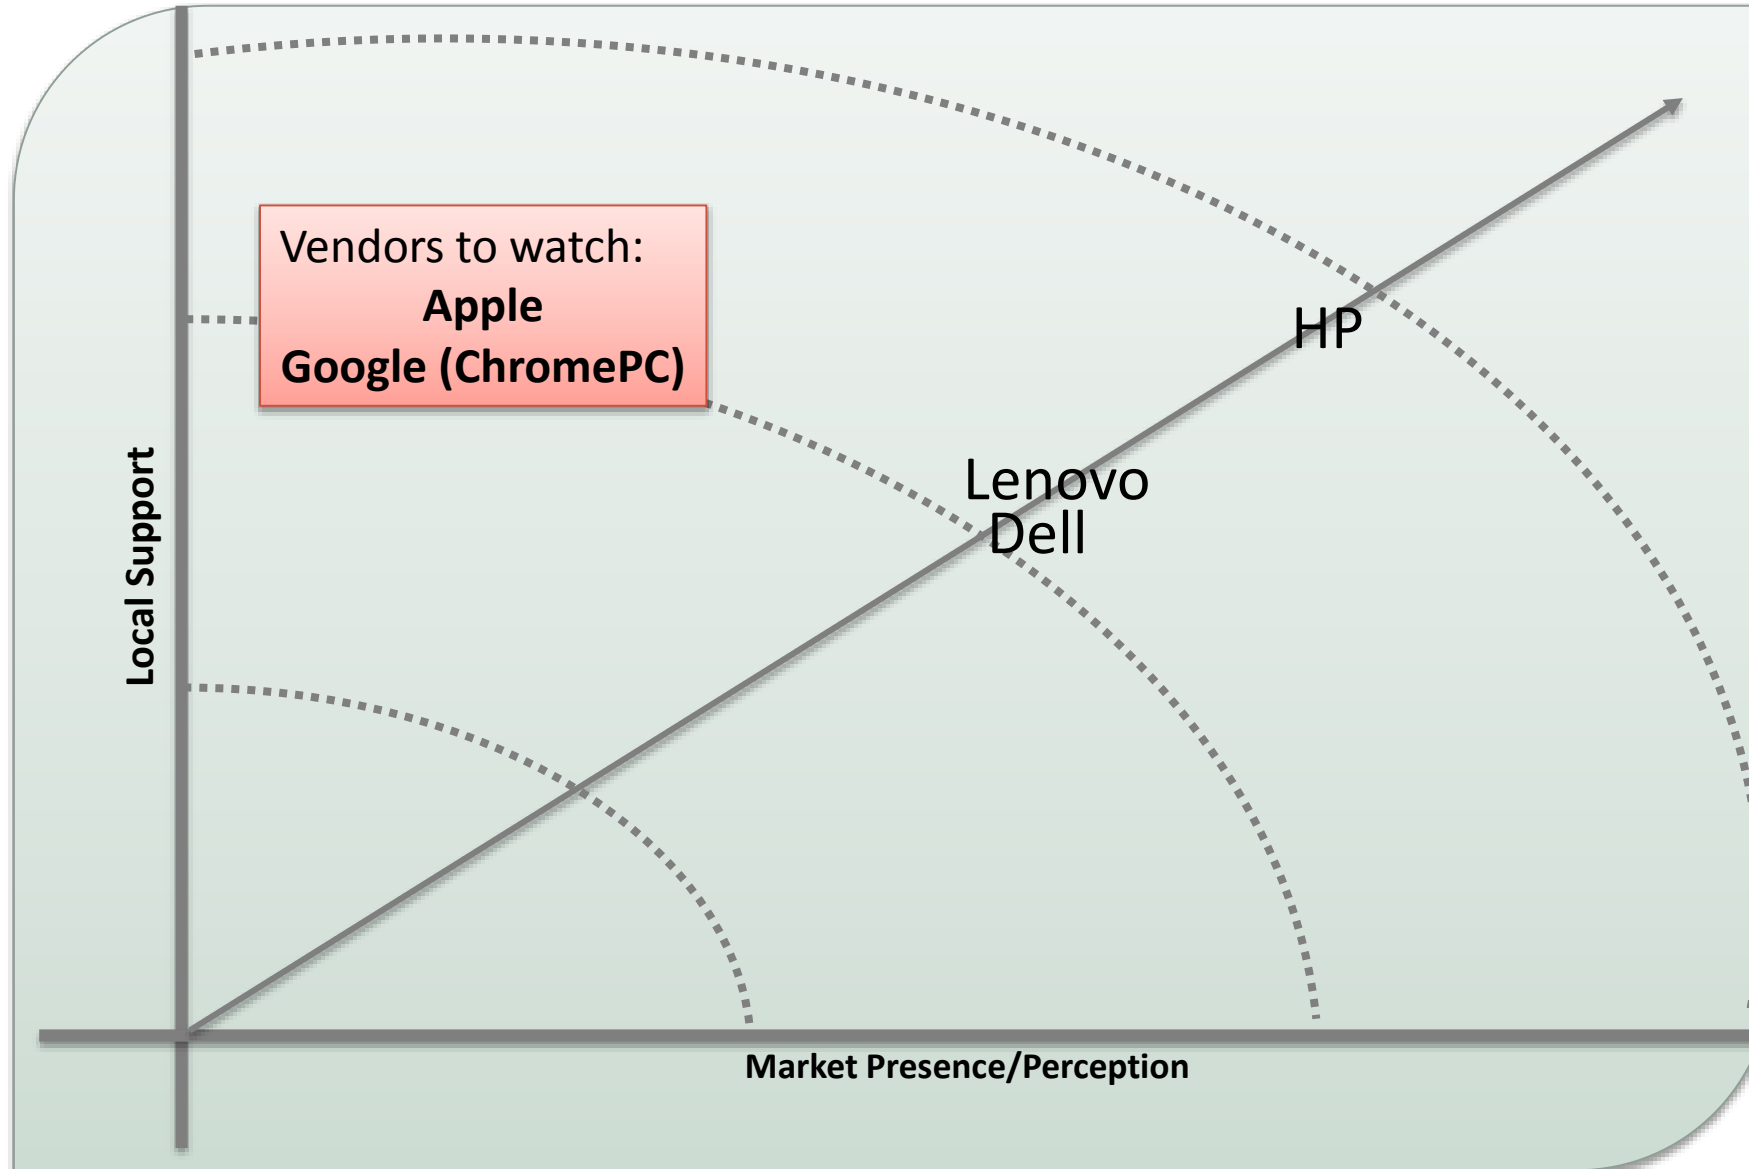 Vendors to watch:
Apple
Google (ChromePC)
HP
Lenovo
Dell
Local Support
Market Presence/Perception